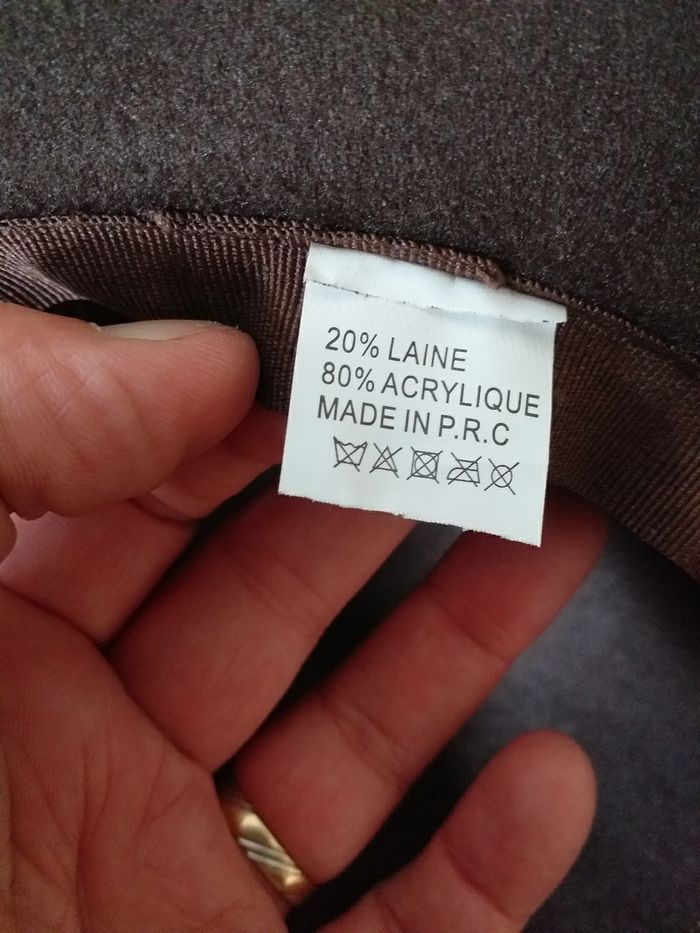 20% LAINE
80% ACRYLIQUE
MADE IN P.R.C